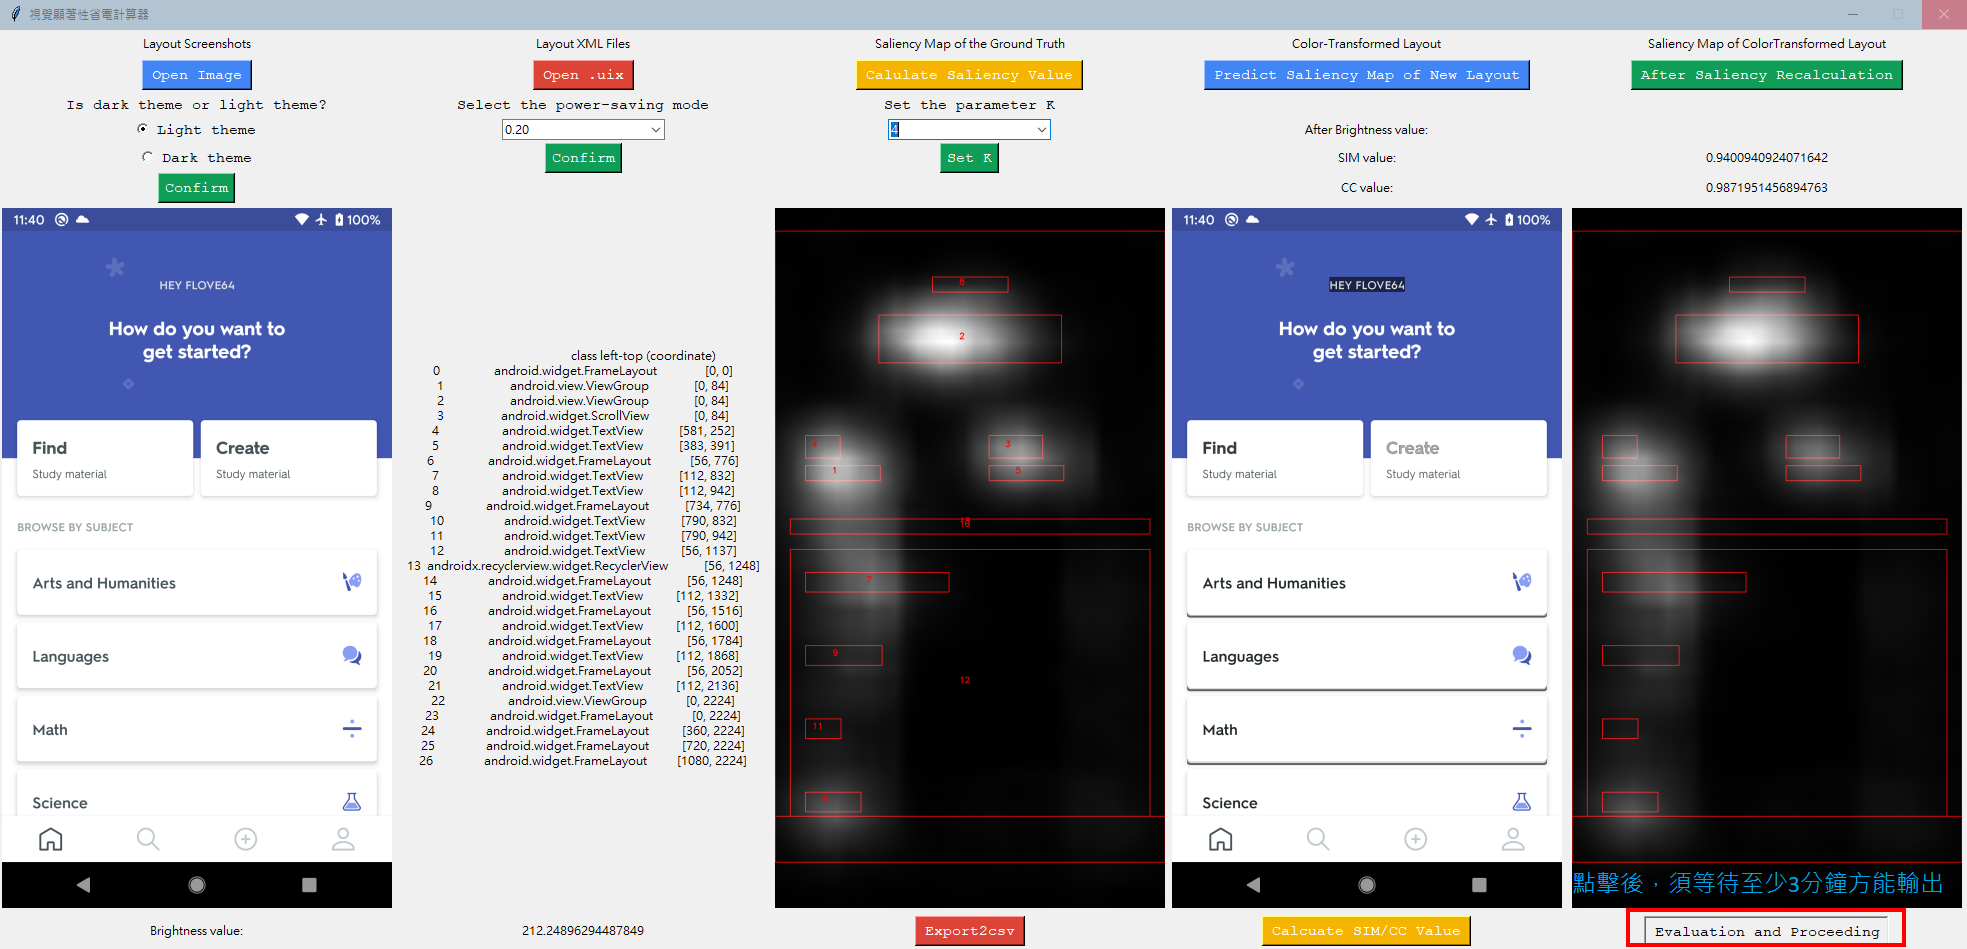 視覺顯著性省電計算器
Layout Screenshots
Layout XML Files
Saliency Map of the Ground Truth
Color-Transformed Layout
Saliency Map of ColorTransformed Layout
Open Image
Open .uix
Calulate Saliency Value
Predict Saliency Map of New Layout
After Saliency Recalculation
Is dark theme or light theme?
Select the power-saving mode
Set the parameter K
Light theme
0.20
4
After Brightness value:
Dark theme
Confirm
Set K
SIM value:
0.9400940924071642
Confirm
CC value:
0.9871951456894763
11:40
100%
HEY FLOVE64
How do you want to
get started?
Find
Study material
Create
Study material
BROWSE BY SUBJECT
Arts and Humanities
Languages
Math
Science
class left-top (coordinate)
0 android.widget.FrameLayout [0, 0]
1 android.view.ViewGroup [0, 84]
2 android.view.ViewGroup [0, 84]
3 android.widget.ScrollView [0, 84]
4 android.widget.TextView [581, 252]
5 android.widget.TextView [383, 391]
6 android.widget.FrameLayout [56, 776]
7 android.widget.TextView [112, 832]
8 android.widget.TextView [112, 942]
9 android.widget.FrameLayout [734, 776]
10 android.widget.TextView [790, 832]
11 android.widget.TextView [790, 942]
12 android.widget.TextView [56, 1137]
13 androidx.recyclerview.widget.RecyclerView [56, 1248]
14 android.widget.FrameLayout [56, 1248]
15 android.widget.TextView [112, 1332]
16 android.widget.FrameLayout [56, 1516]
17 android.widget.TextView [112, 1600]
18 android.widget.FrameLayout [56, 1784]
19 android.widget.TextView [112, 1868]
20 android.widget.FrameLayout [56, 2052]
21 android.widget.TextView [112, 2136]
22 android.view.ViewGroup [0, 2224]
23 android.widget.FrameLayout [0, 2224]
24 android.widget.FrameLayout [360, 2224]
25 android.widget.FrameLayout [720, 2224]
26 android.widget.FrameLayout [1080, 2224]
2
4
3
1
5
7
9
12
11
11:40
100%
HEY FLOVE64
How do you want to
get started?
Find
Study material
Create
Study material
BROWSE BY SUBJECT
Arts and Humanities
Languages
Math
Science
點擊後，須等待至少3分鐘方能輸出
Brightness value:
212.24896294487849
Export2csv
Calcuate SIM/CC Value
Evaluation and Proceeding